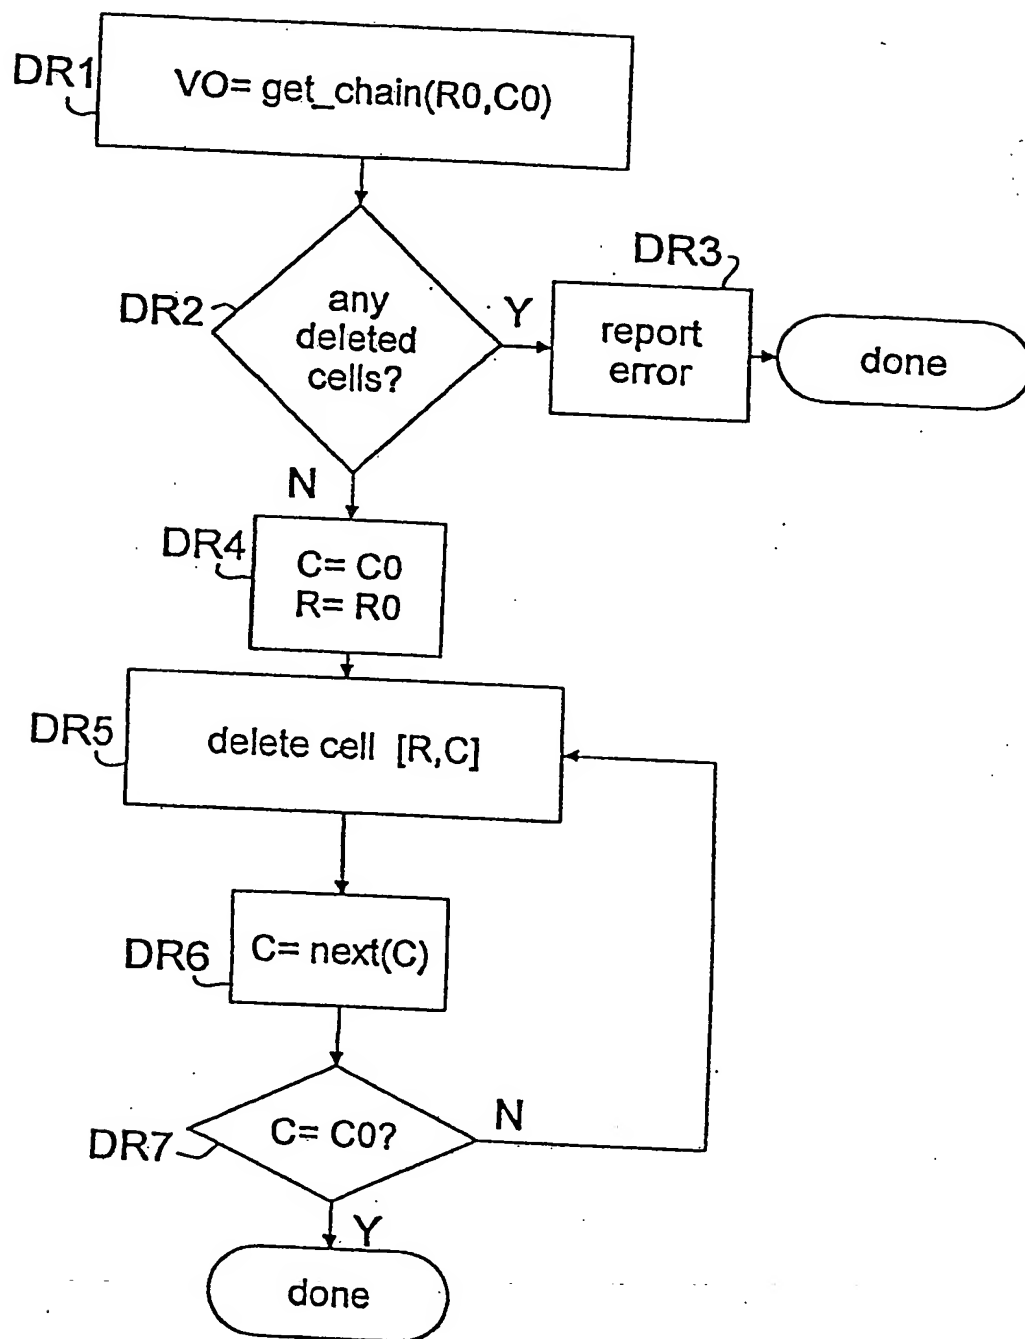 DR1
VO= get_chain(R0,C0)
DR2
any
deleted
cells?
Y
DR3
report
error
done
N
DR4
C= C0
R= R0
DR5
delete cell [R,C]
DR6
C= next(C)
DR7
C= C0?
N
Y
done